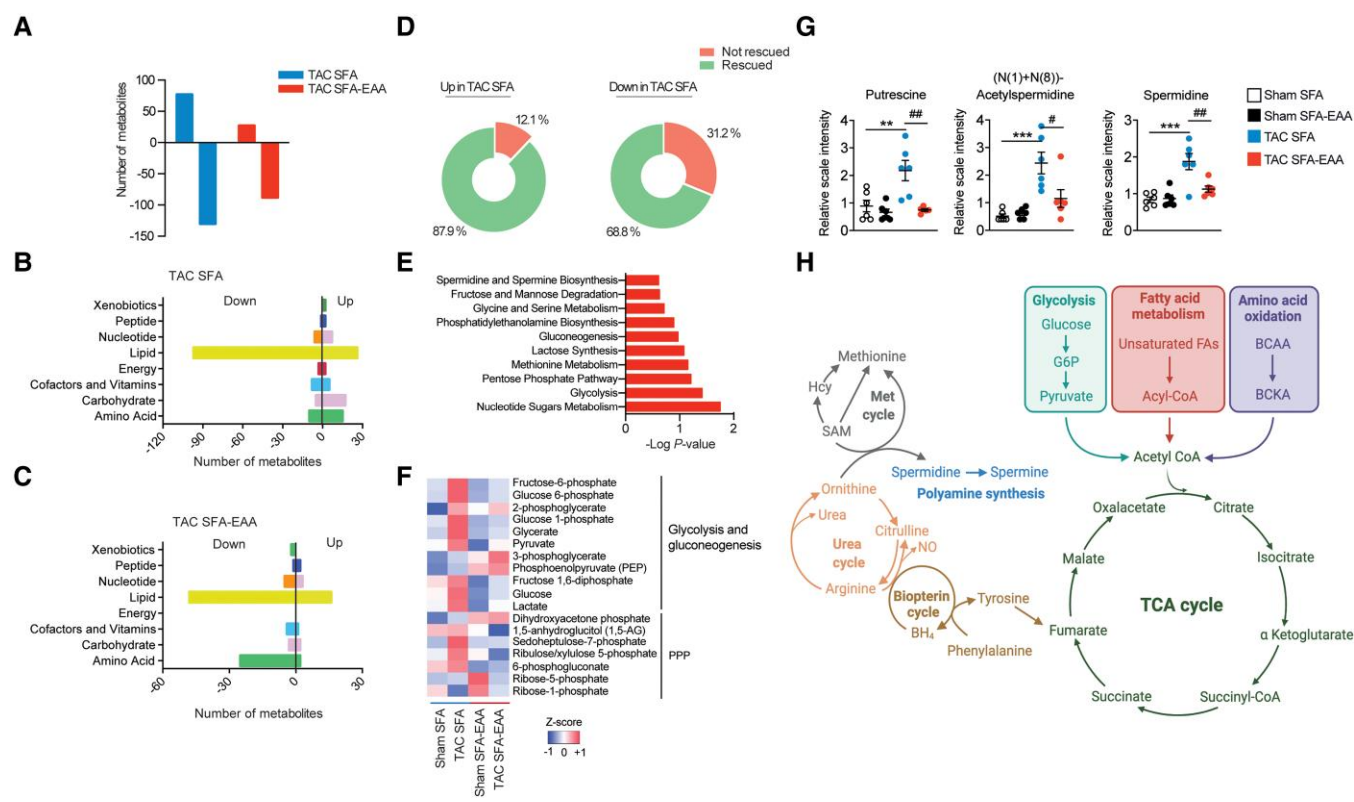 A
Number of metabolites
100
50
0
-50
-100
-150
TAC SFA
TAC SFA-EAA
B
TAC SFA
Down
Up
Xenobiotics
Peptide
Nucleotide
Lipid
Energy
Cofactors and Vitamins
Carbohydrate
Amino Acid
-120
-90
-60
-30
0
30
Number of metabolites
C
TAC SFA-EAA
Down
Up
Xenobiotics
Peptide
Nucleotide
Lipid
Energy
Cofactors and Vitamins
Carbohydrate
Amino Acid
-60
-30
0
30
Number of metabolites
D
Not rescued
Rescued
Up in TAC SFA
12.1 %
87.9 %
Down in TAC SFA
31.2 %
68.8 %
E
Spermidine and Spermine Biosynthesis
Fructose and Mannose Degradation
Glycine and Serine Metabolism
Phosphatidylethanolamine Biosynthesis
Gluconeogenesis
Lactose Synthesis
Methionine Metabolism
Pentose Phosphate Pathway
Glycolysis
Nucleotide Sugars Metabolism
0
1
2
-Log P-value
F
Fructose-6-phosphate
Glucose 6-phosphate
2-phosphoglycerate
Glucose 1-phosphate
Glycerate
Pyruvate
3-phosphoglycerate
Phosphoenolpyruvate (PEP)
Fructose 1,6-diphosphate
Glucose
Lactate
Dihydroxyacetone phosphate
1,5-anhydroglucitol (1,5-AG)
Sedoheptulose-7-phosphate
Ribulose/xylulose 5-phosphate
6-phosphogluconate
Ribose-5-phosphate
Ribose-1-phosphate
Glycolysis and
gluconeogenesis
PPP
Sham SFA
TAC SFA
Sham SFA-EAA
TAC SFA-EAA
Z-score
-1
0
+1
G
Putrescine
Relative scale intensity
4
3
2
1
0
**
##
(N(1)+N(8))-
Acetylspermidine
Relative scale intensity
4
3
2
1
0
***
#
Spermidine
Relative scale intensity
3
2
1
0
***
##
Sham SFA
Sham SFA-EAA
TAC SFA
TAC SFA-EAA
H
Glycolysis
Glucose
G6P
Pyruvate
Fatty acid
metabolism
Unsaturated FAs
Acyl-CoA
Amino acid
oxidation
BCAA
BCKA
Methionine
Hcy
Met
cycle
SAM
Spermidine
Spermine
Polyamine synthesis
Ornithine
Urea
Citrulline
Urea
cycle
NO
Arginine
Biopterin
cycle
BH4
Tyrosine
Phenylalanine
Acetyl CoA
Oxalacetate
Citrate
Malate
Isocitrate
TCA cycle
Fumarate
α Ketoglutarate
Succinate
Succinyl-CoA